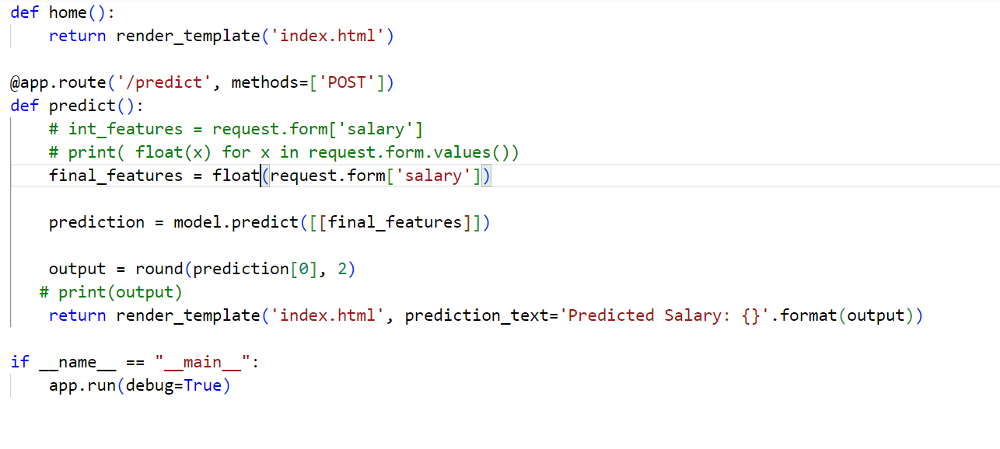 def home():
    return render_template('index.html')

@app.route('/predict', methods=['POST'])
def predict():
    # int_features = request.form['salary']
    # print( float(x) for x in request.form.values())
    final_features = float(request.form['salary'])

    prediction = model.predict([[final_features]])

    output = round(prediction[0], 2)
   # print(output)
    return render_template('index.html', prediction_text='Predicted Salary: {}'.format(output))

if __name__ == "__main__":
    app.run(debug=True)